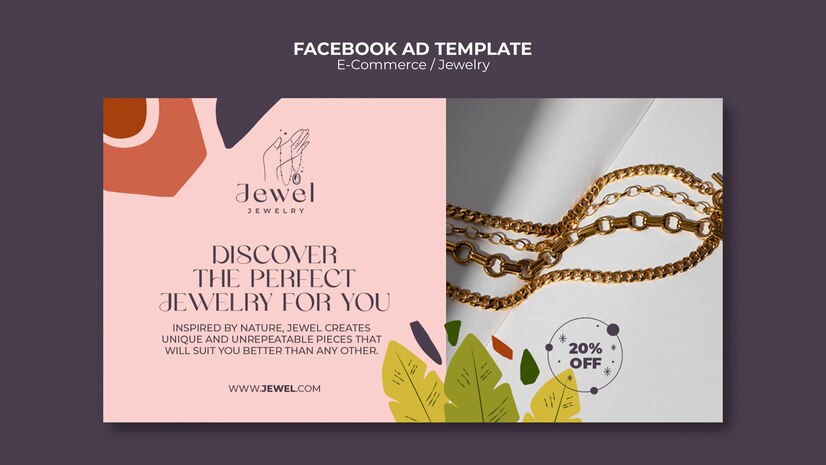 FACEBOOK AD TEMPLATE
E-Commerce / Jewelry
Jewel
JEWELRY
DISCOVER
THE PERFECT
JEWELRY FOR YOU
INSPIRED BY NATURE, JEWEL CREATES
UNIQUE AND UNREPEATABLE PIECES THAT
WILL SUIT YOU BETTER THAN ANY OTHER.
WWW.JEWEL.COM
20%
OFF